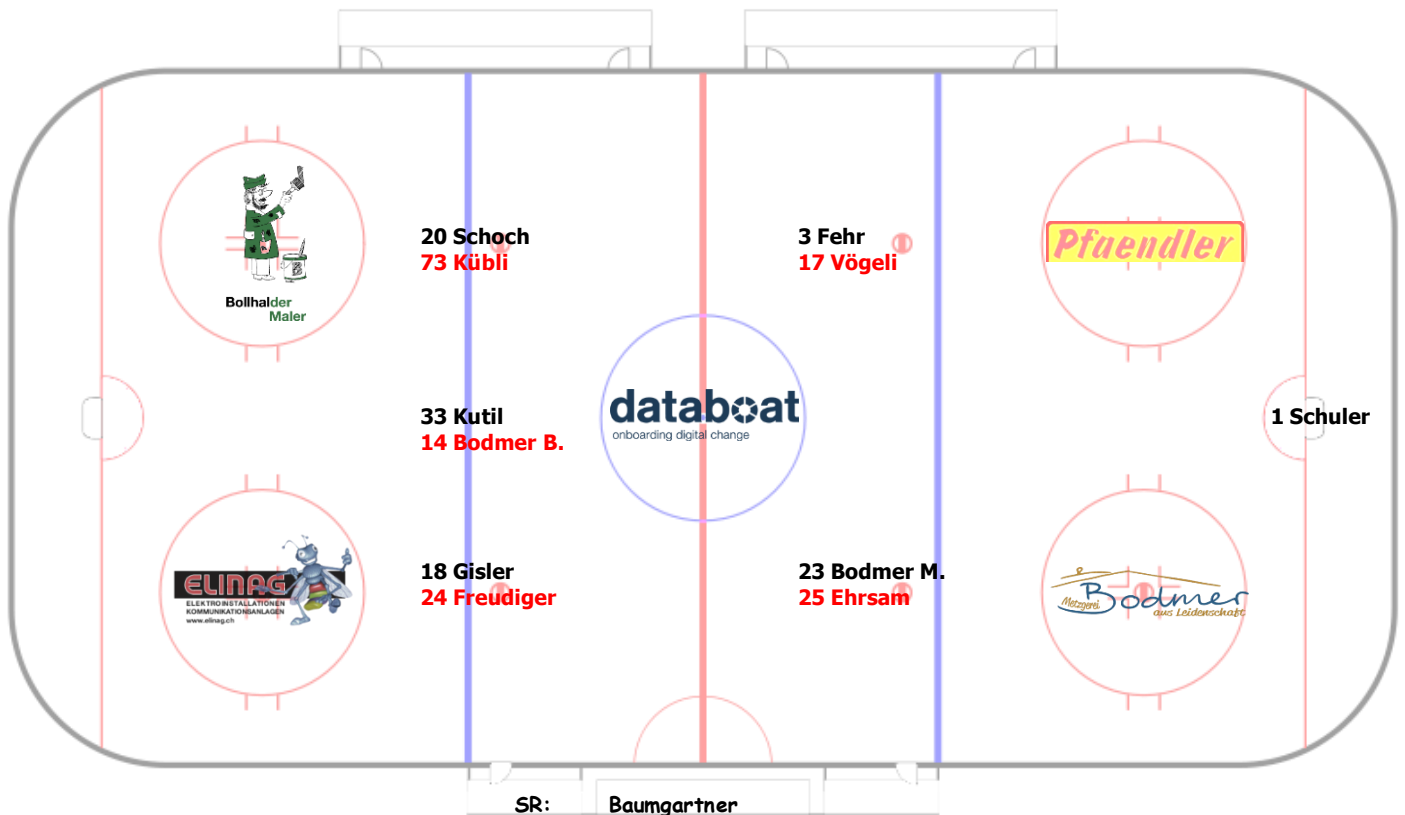 20 Schoch
73 Kübli
3 Fehr
17 Vögeli
Pfaendler
Bollhalder
Maler
databoat
onboarding digital change
33 Kutil
14 Bodmer B.
1 Schuler
ELINAG
ELEKTROINSTALLATIONEN
KOMMUNIKATIONSANLAGEN
www.elinag.ch
18 Gisler
24 Freudiger
23 Bodmer M.
25 Ehrsam
Metzgerei Bodmer
aus Leidenschaft
SR: Baumgartner